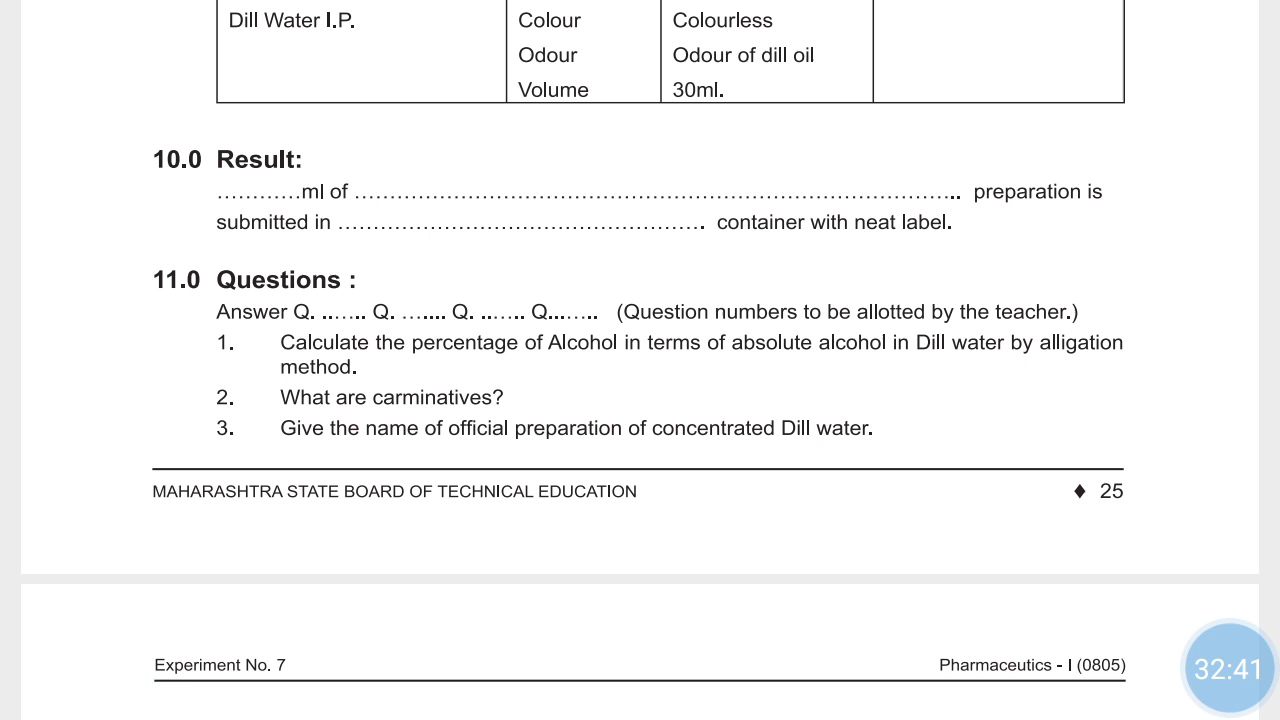 Dill Water I.P.
Colour
Colourless
Odour
Odour of dill oil
Volume
30ml.
10.0 Result:
............ml of ..................................................................................... preparation is
submitted in .................................................... container with neat label.
11.0 Questions :
Answer Q. ........ Q. ........ Q. ........ Q......... (Question numbers to be allotted by the teacher.)
1. Calculate the percentage of Alcohol in terms of absolute alcohol in Dill water by alligation
method.
2. What are carminatives?
3. Give the name of official preparation of concentrated Dill water.
MAHARASHTRA STATE BOARD OF TECHNICAL EDUCATION ♦ 25
Experiment No. 7 Pharmaceutics - I (0805)
32:41